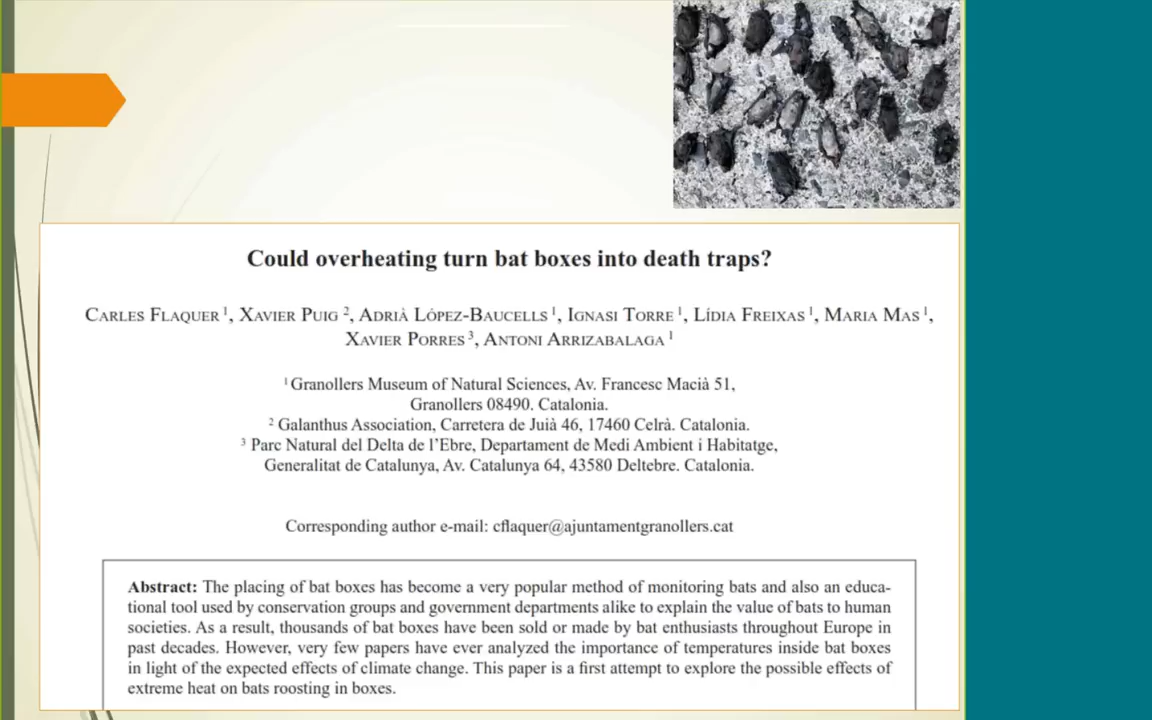 Could overheating turn bat boxes into death traps?
Carles Flaquer ¹, Xavier Puig ², Adrià López-Baucells ¹, Ignasi Torre ¹, Lídia Freixas ¹, Maria Mas ¹,
Xavier Porres ³, Antoni Arrizabalaga ¹
¹ Granollers Museum of Natural Sciences, Av. Francesc Macià 51,
Granollers 08490. Catalonia.
² Galanthus Association, Carretera de Juià 46, 17460 Celrà. Catalonia.
³ Parc Natural del Delta de l’Ebre, Departament de Medi Ambient i Habitatge,
Generalitat de Catalunya, Av. Catalunya 64, 43580 Deltebre. Catalonia.
Corresponding author e-mail: cflaquer@ajuntamentgranollers.cat
Abstract: The placing of bat boxes has become a very popular method of monitoring bats and also an educa-
tional tool used by conservation groups and government departments alike to explain the value of bats to human
societies. As a result, thousands of bat boxes have been sold or made by bat enthusiasts throughout Europe in
past decades. However, very few papers have ever analyzed the importance of temperatures inside bat boxes
in light of the expected effects of climate change. This paper is a first attempt to explore the possible effects of
extreme heat on bats roosting in boxes.